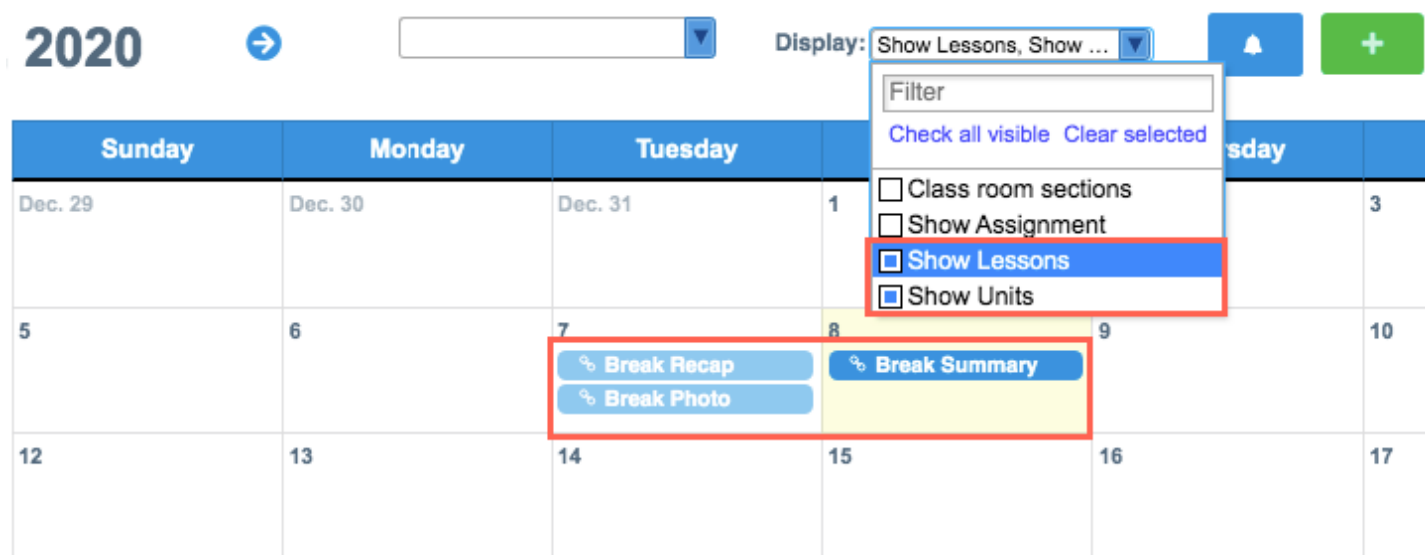 2020
Display: Show Lessons, Show ...
Filter
Check all visible Clear selected
Sunday Monday Tuesday sday
Class room sections
Show Assignment
Show Lessons
Show Units
Dec. 29 Dec. 30 Dec. 31 1 3
5 6 7 8 9 10
Break Recap Break Summary
Break Photo
12 13 14 15 16 17